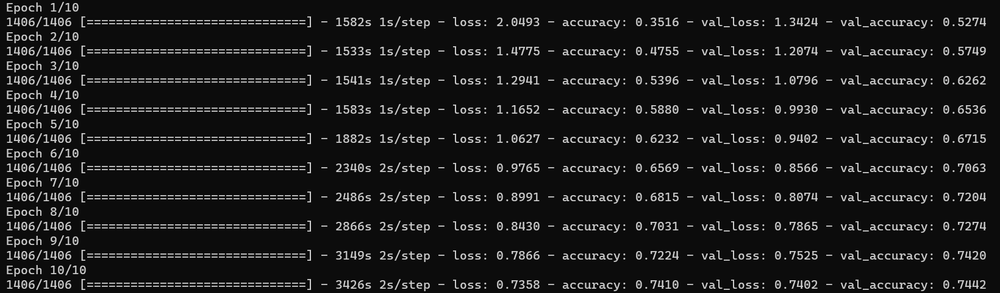 Epoch 1/10
1406/1406 [==============================] - 1582s 1s/step - loss: 2.0493 - accuracy: 0.3516 - val_loss: 1.3424 - val_accuracy: 0.5274
Epoch 2/10
1406/1406 [==============================] - 1533s 1s/step - loss: 1.4775 - accuracy: 0.4755 - val_loss: 1.2074 - val_accuracy: 0.5749
Epoch 3/10
1406/1406 [==============================] - 1541s 1s/step - loss: 1.2941 - accuracy: 0.5396 - val_loss: 1.0796 - val_accuracy: 0.6262
Epoch 4/10
1406/1406 [==============================] - 1583s 1s/step - loss: 1.1652 - accuracy: 0.5880 - val_loss: 0.9930 - val_accuracy: 0.6536
Epoch 5/10
1406/1406 [==============================] - 1882s 1s/step - loss: 1.0627 - accuracy: 0.6232 - val_loss: 0.9402 - val_accuracy: 0.6715
Epoch 6/10
1406/1406 [==============================] - 2340s 2s/step - loss: 0.9765 - accuracy: 0.6569 - val_loss: 0.8566 - val_accuracy: 0.7063
Epoch 7/10
1406/1406 [==============================] - 2486s 2s/step - loss: 0.8991 - accuracy: 0.6815 - val_loss: 0.8074 - val_accuracy: 0.7204
Epoch 8/10
1406/1406 [==============================] - 2866s 2s/step - loss: 0.8430 - accuracy: 0.7031 - val_loss: 0.7865 - val_accuracy: 0.7274
Epoch 9/10
1406/1406 [==============================] - 3149s 2s/step - loss: 0.7866 - accuracy: 0.7224 - val_loss: 0.7525 - val_accuracy: 0.7420
Epoch 10/10
1406/1406 [==============================] - 3426s 2s/step - loss: 0.7358 - accuracy: 0.7410 - val_loss: 0.7402 - val_accuracy: 0.7442